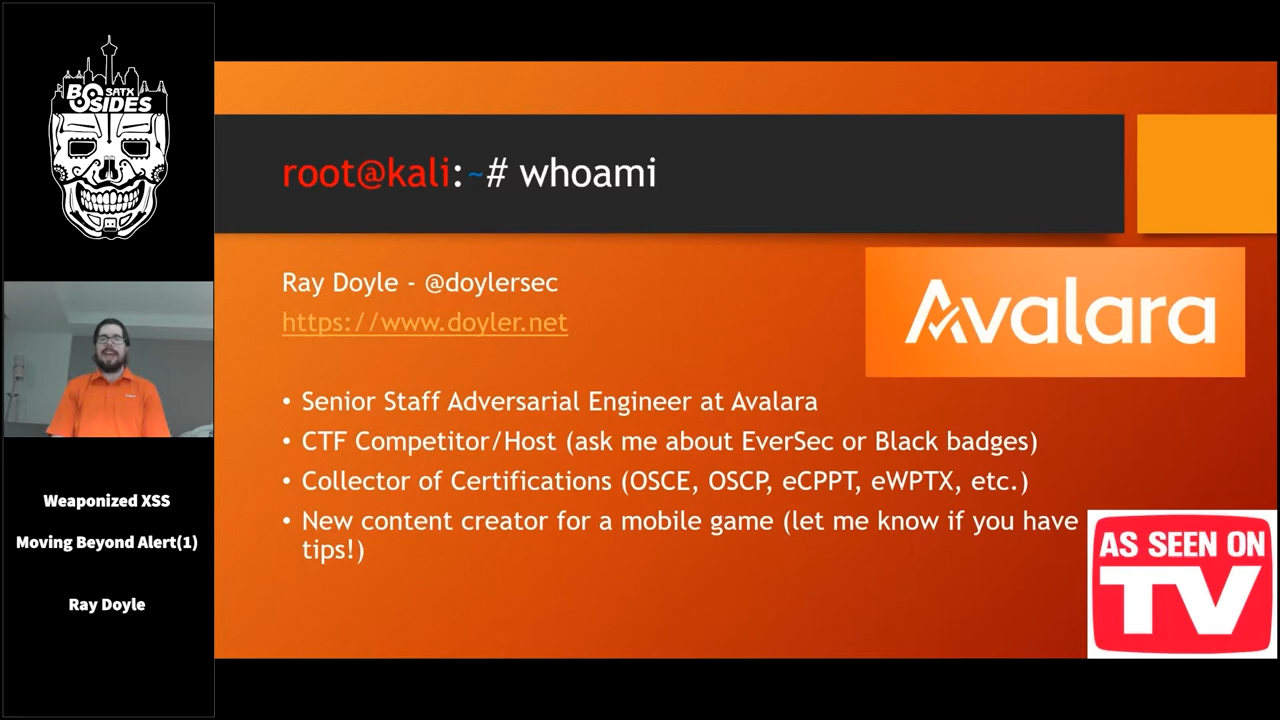 BSIDES
SATX
Weaponized XSS
Moving Beyond Alert(1)
Ray Doyle
root@kali:~# whoami
Ray Doyle - @doylersec
https://www.doyler.net
Avalara
• Senior Staff Adversarial Engineer at Avalara
• CTF Competitor/Host (ask me about EverSec or Black badges)
• Collector of Certifications (OSCE, OSCP, eCPPT, eWPTX, etc.)
• New content creator for a mobile game (let me know if you have
tips!)
AS SEEN ON
TV